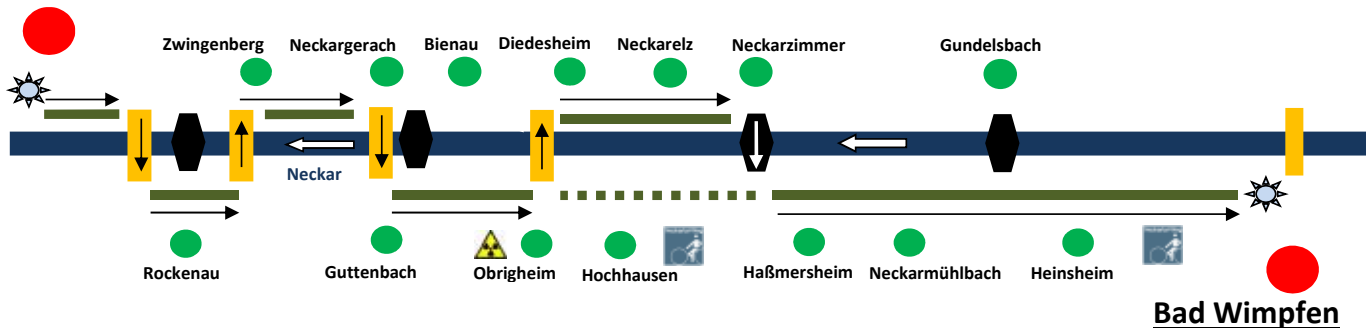 Zwingenberg Neckargerach Bienau Diedesheim Neckarelz Neckarzimmer Gundelsbach
Neckar
Rockenau Guttenbach Obrigheim Hochhausen Haßmersheim Neckarmühlbach Heinsheim
Bad Wimpfen